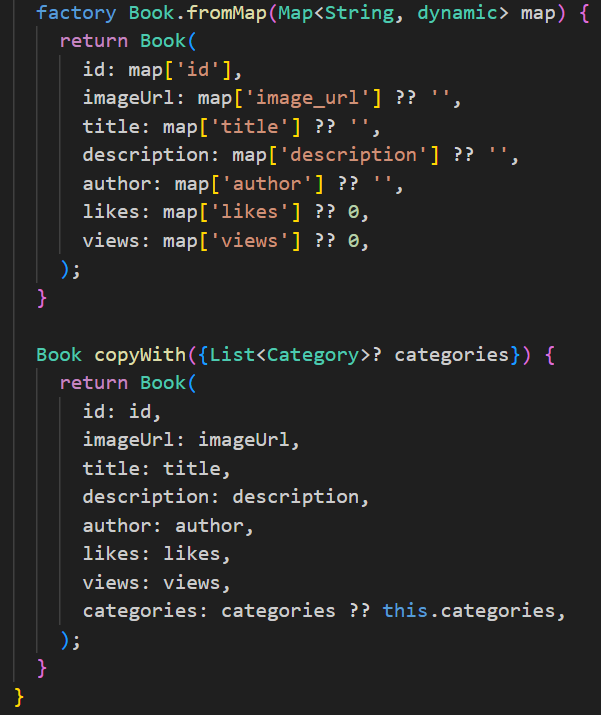 factory Book.fromMap(Map<String, dynamic> map) {
return Book(
id: map['id'],
imageUrl: map['image_url'] ?? '',
title: map['title'] ?? '',
description: map['description'] ?? '',
author: map['author'] ?? '',
likes: map['likes'] ?? 0,
views: map['views'] ?? 0,
);
}
Book copyWith({List<Category>? categories}) {
return Book(
id: id,
imageUrl: imageUrl,
title: title,
description: description,
author: author,
likes: likes,
views: views,
categories: categories ?? this.categories,
);
}
}